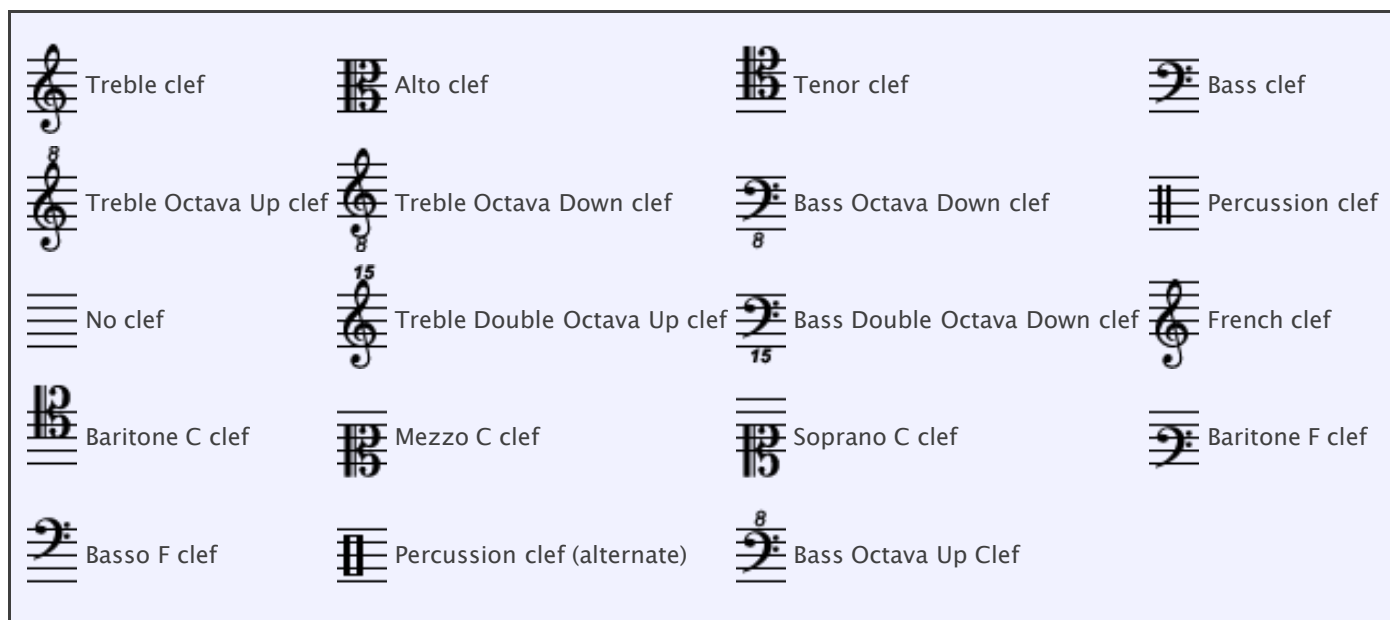 Treble clef Alto clef Tenor clef Bass clef
8
Treble Octava Up clef Treble Octava Down clef Bass Octava Down clef Percussion clef
8 8
15
No clef Treble Double Octava Up clef Bass Double Octava Down clef French clef
15
Baritone C clef Mezzo C clef Soprano C clef Baritone F clef
8
Basso F clef Percussion clef (alternate) Bass Octava Up Clef